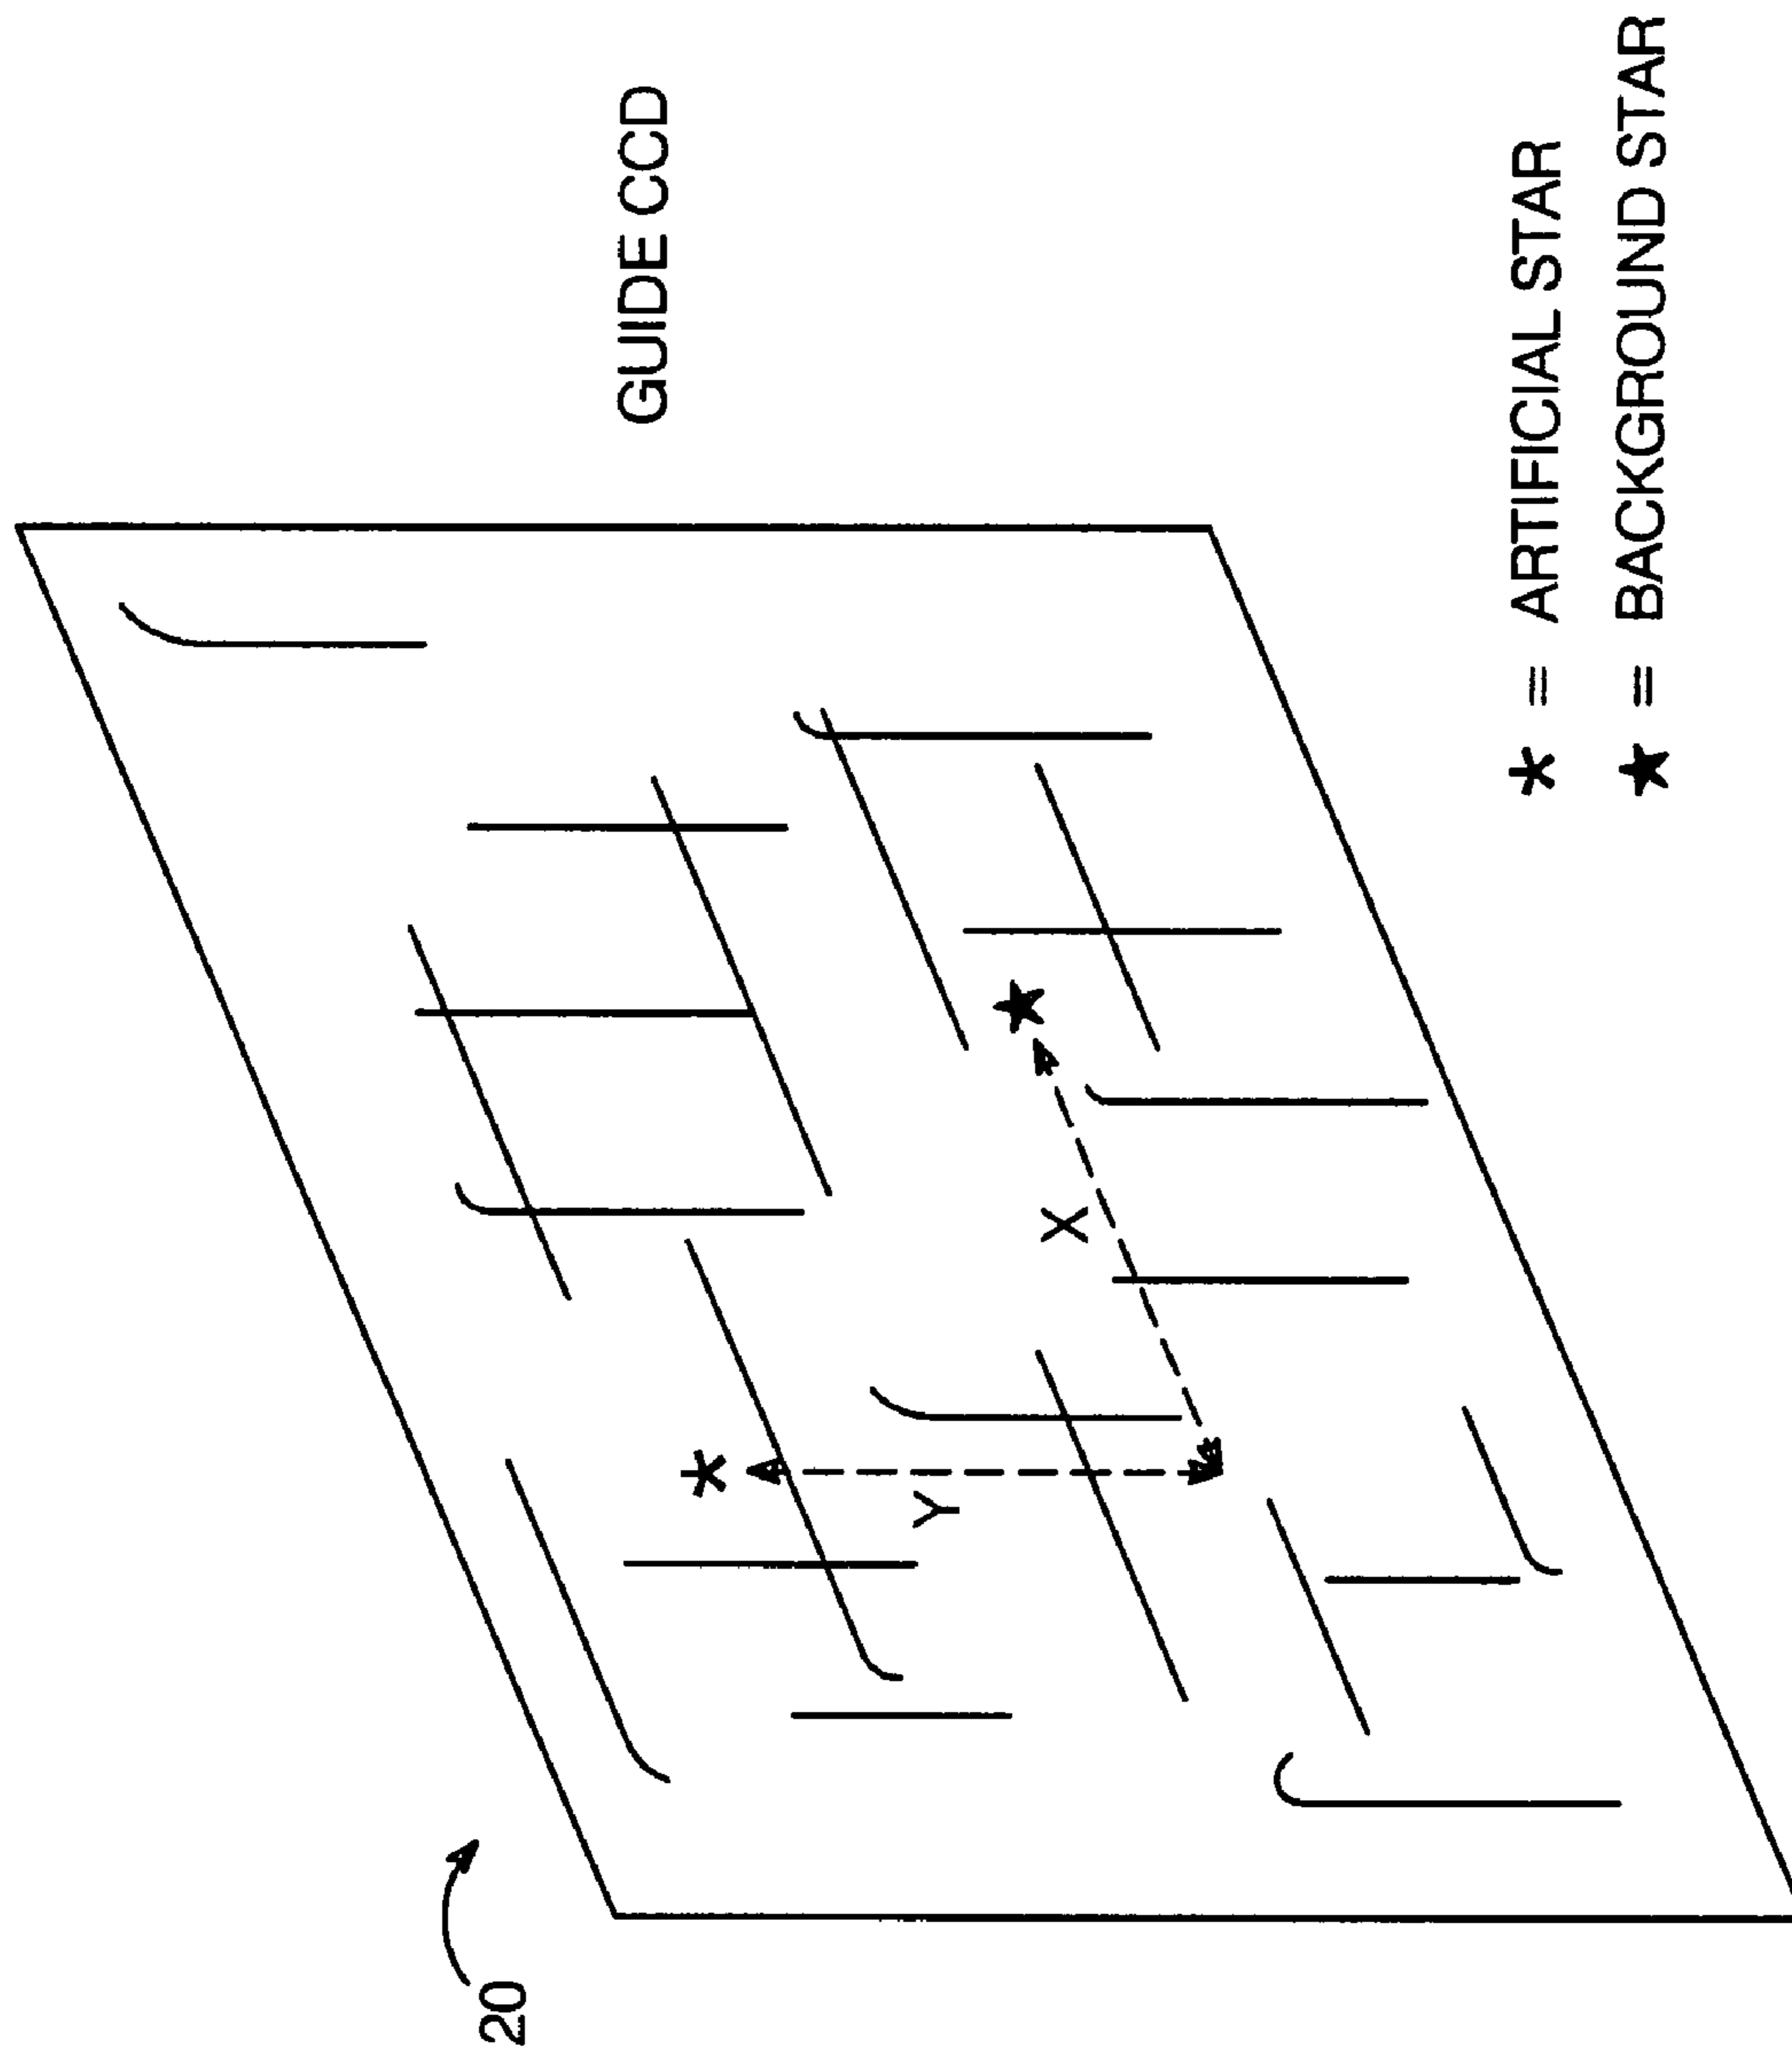 20
GUIDE CCD
Y
X
* = ARTIFICIAL STAR
★ = BACKGROUND STAR